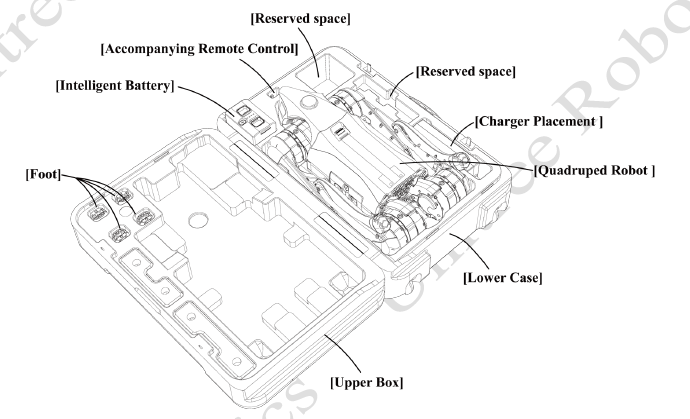 [Reserved space]
[Accompanying Remote Control]
[Reserved space]
[Intelligent Battery]
[Charger Placement ]
[Foot]
[Quadruped Robot ]
[Lower Case]
[Upper Box]